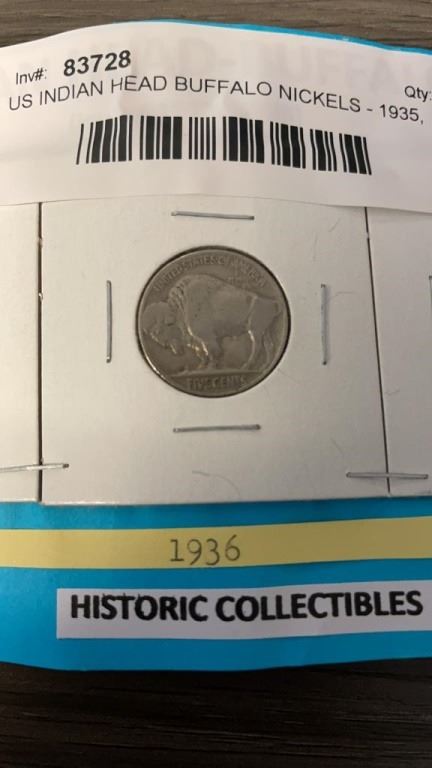 Inv#: 83728 Qty:
US INDIAN HEAD BUFFALO NICKELS - 1935,
UNITED STATES OF AMERICA
FIVE CENTS
1936
HISTORIC COLLECTIBLES